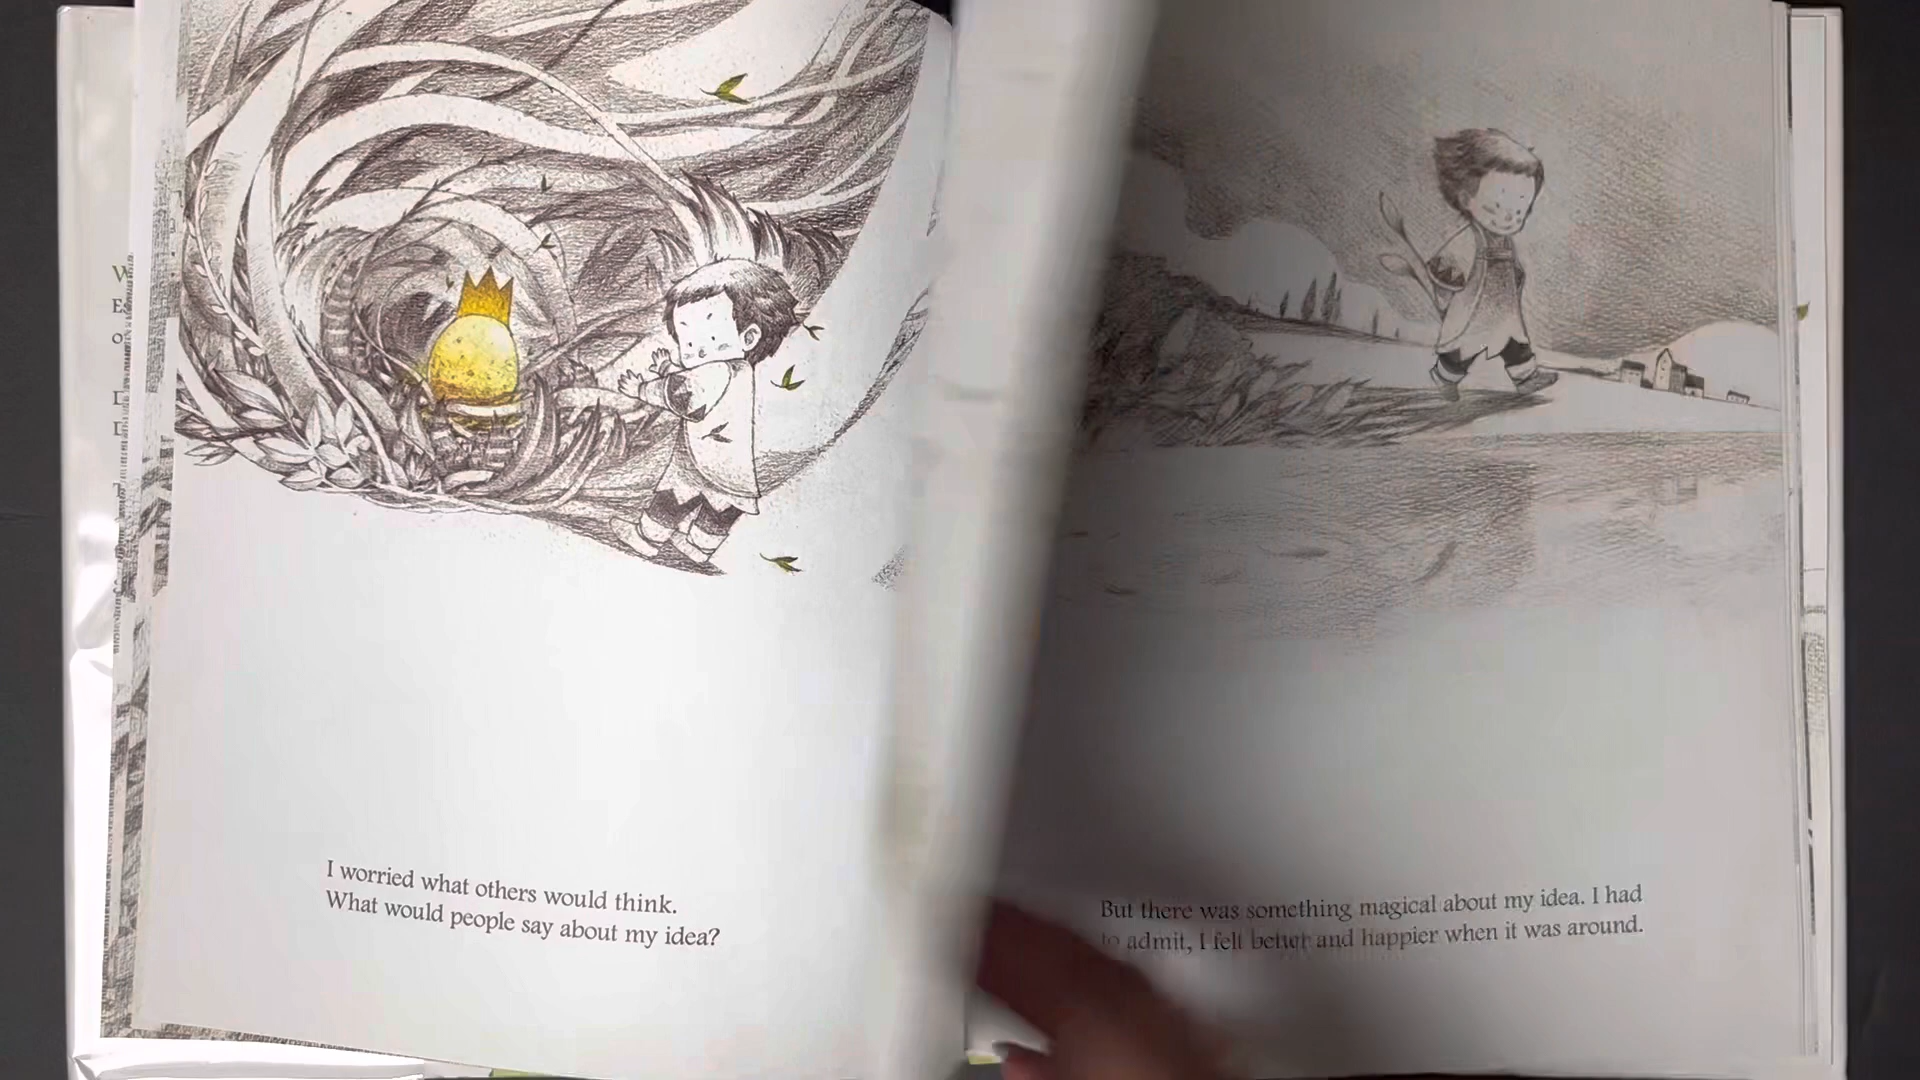 I worried what others would think.
What would people say about my idea?
But there was something magical about my idea. I had
to admit, I felt better and happier when it was around.